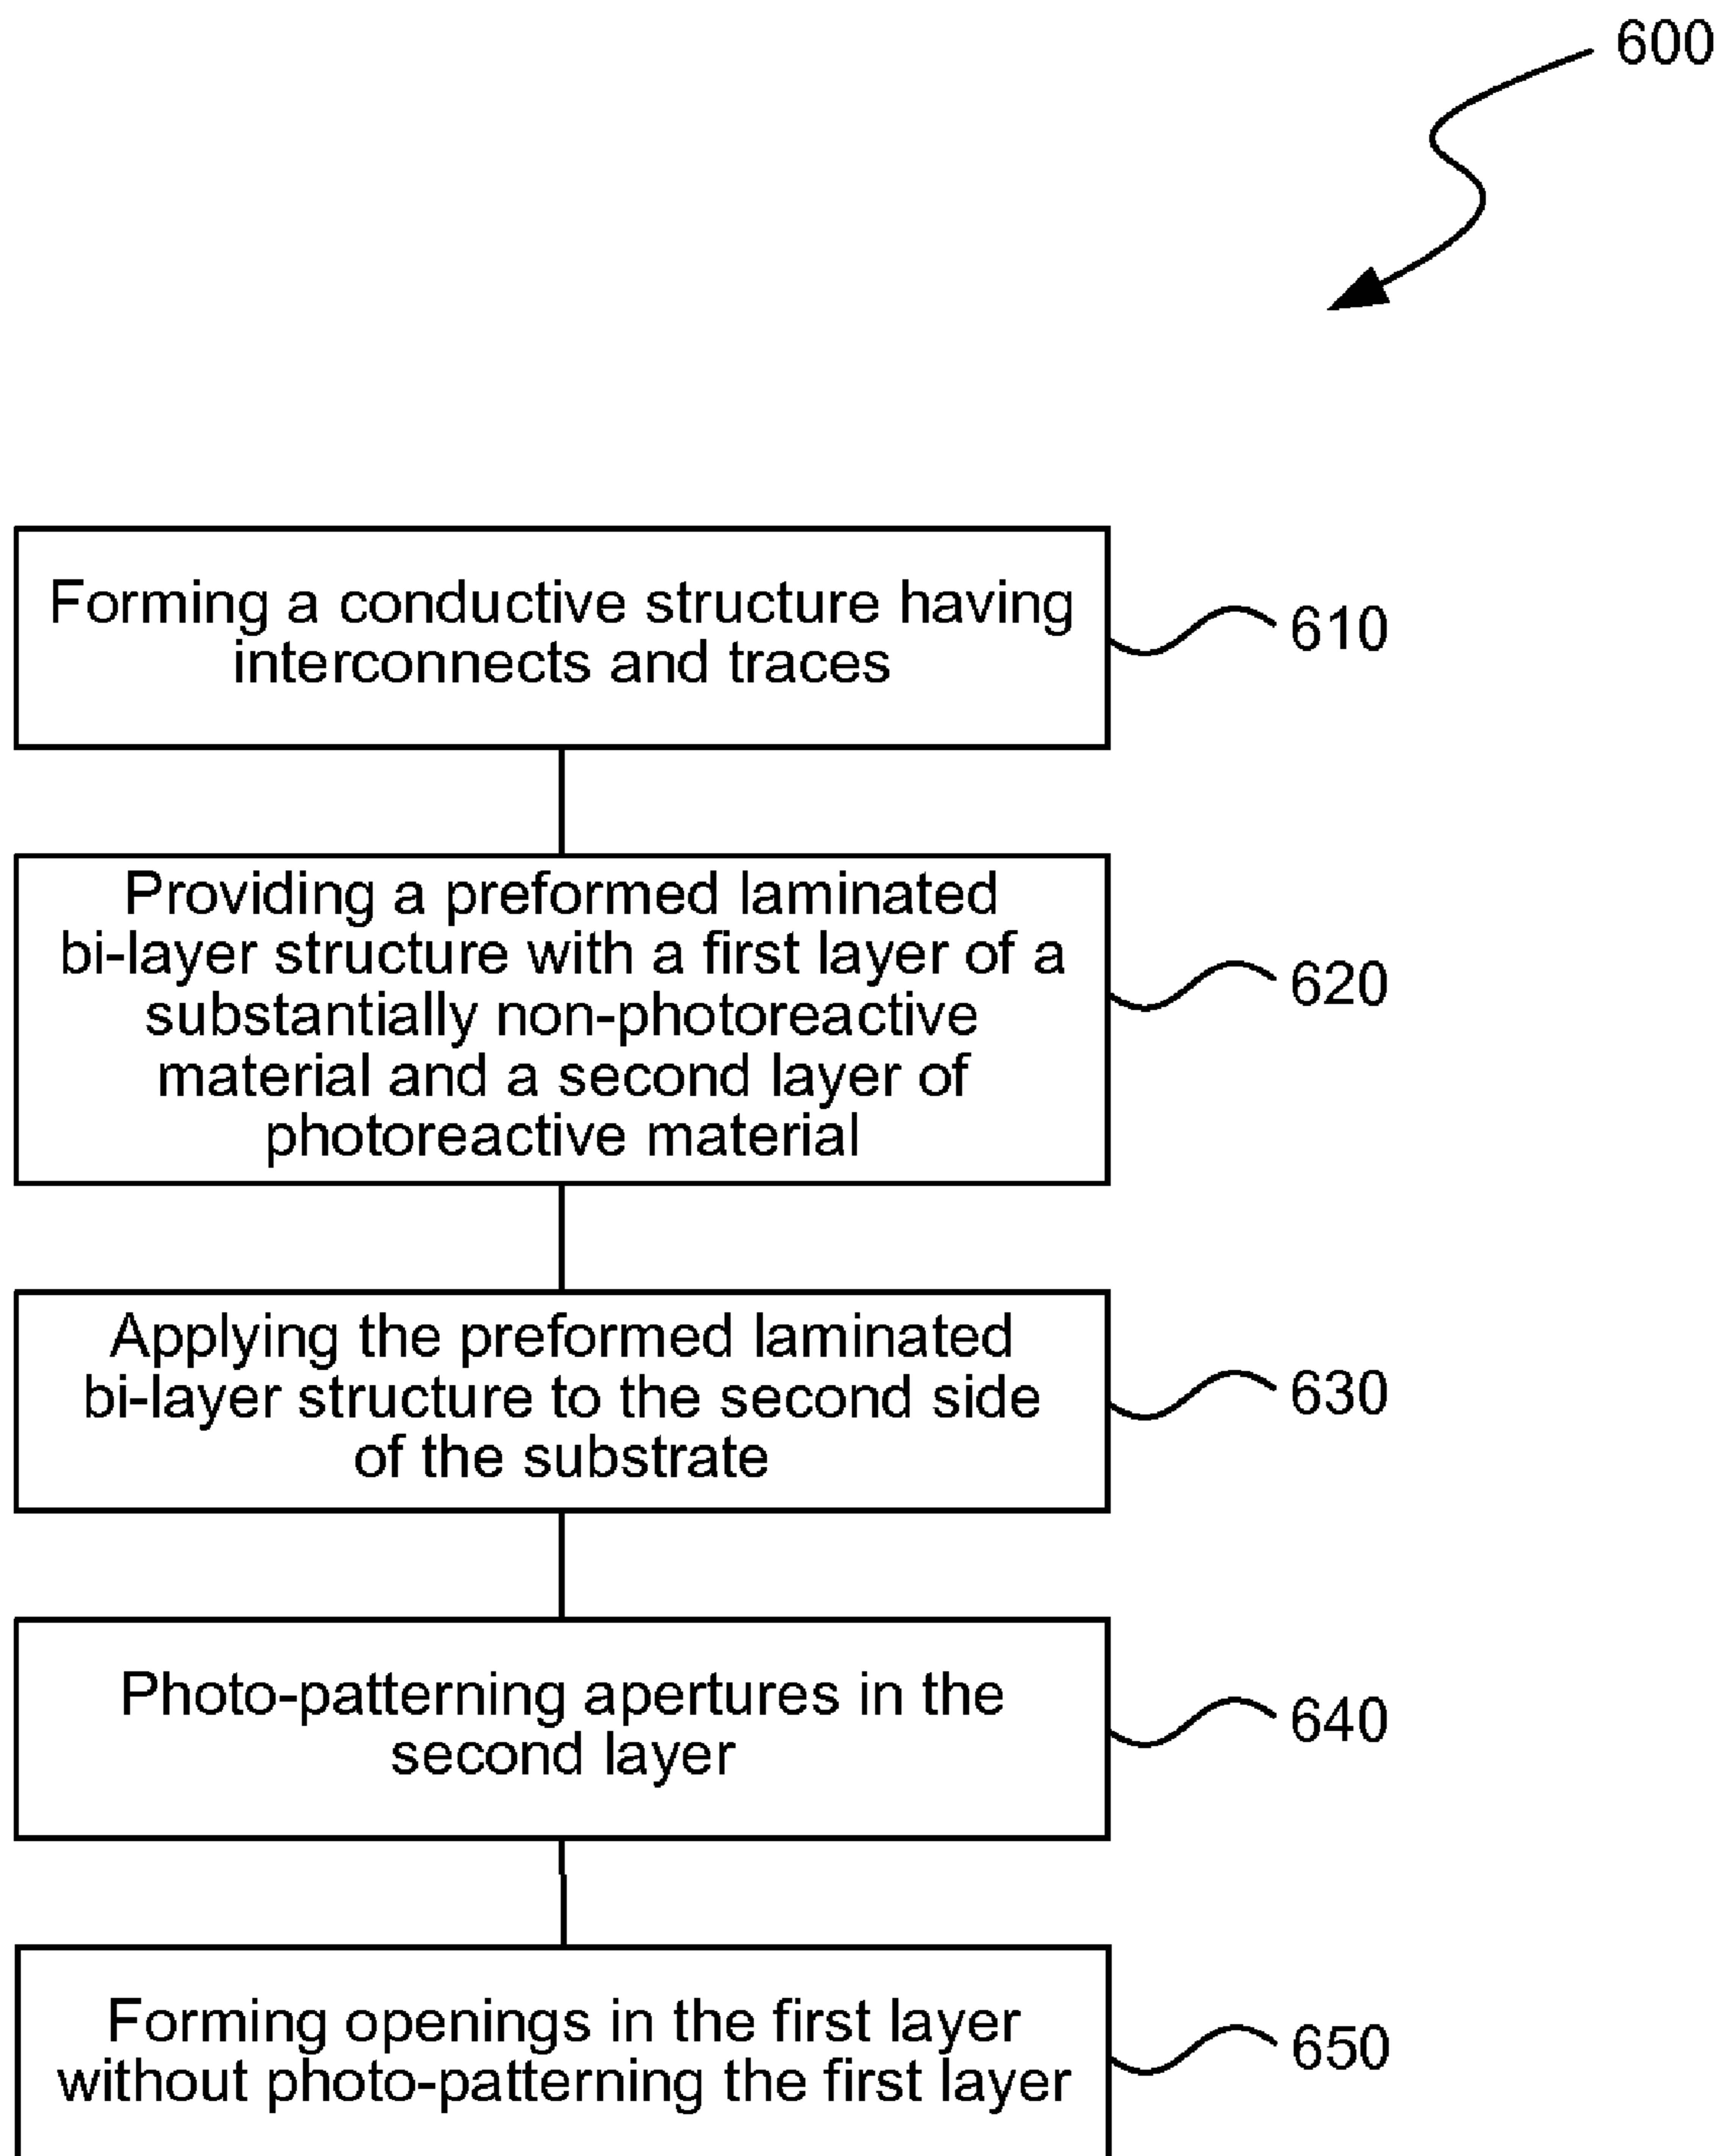 600
Forming a conductive structure having
interconnects and traces
610
Providing a preformed laminated
bi-layer structure with a first layer of a
substantially non-photoreactive
material and a second layer of
photoreactive material
620
Applying the preformed laminated
bi-layer structure to the second side
of the substrate
630
Photo-patterning apertures in the
second layer
640
Forming openings in the first layer
without photo-patterning the first layer
650